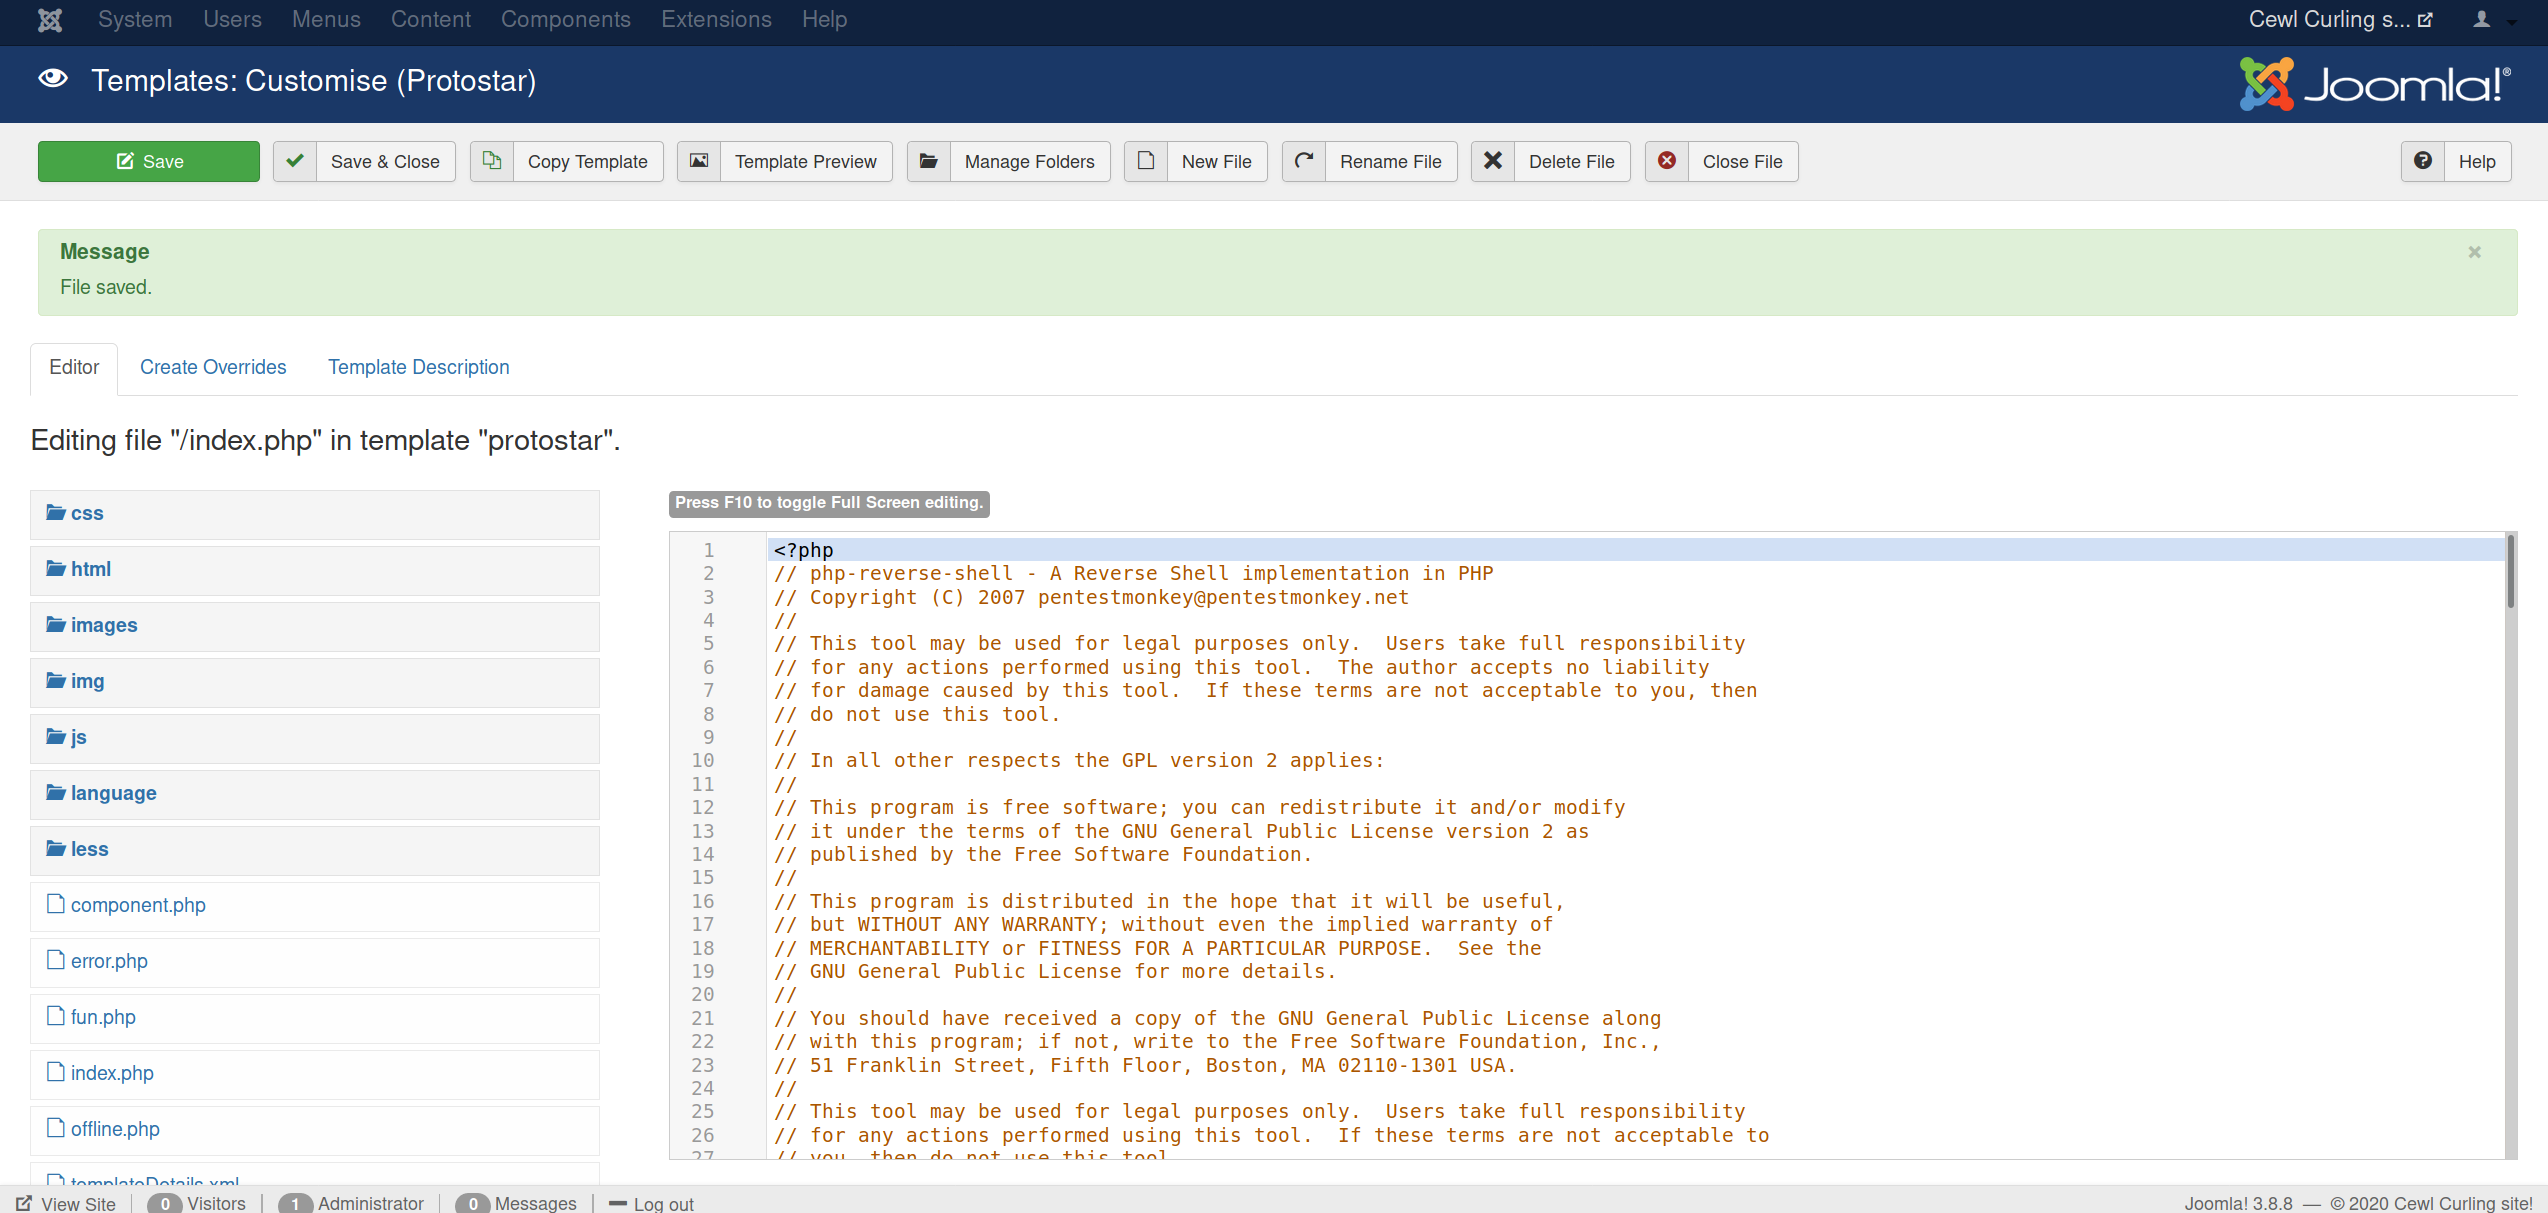 System Users Menus Content Components Extensions Help Cewl Curling s...
Templates: Customise (Protostar) Joomla!®
Save Save & Close Copy Template Template Preview Manage Folders New File Rename File Delete File Close File Help
Message
File saved.
Editor Create Overrides Template Description
Editing file "/index.php" in template "protostar".
css
html
images
img
js
language
less
component.php
error.php
fun.php
index.php
offline.php
templateDetails.xml
Press F10 to toggle Full Screen editing.
1 <?php
2 // php-reverse-shell - A Reverse Shell implementation in PHP
3 // Copyright (C) 2007 pentestmonkey@pentestmonkey.net
4 //
5 // This tool may be used for legal purposes only.  Users take full responsibility
6 // for any actions performed using this tool.  The author accepts no liability
7 // for damage caused by this tool.  If these terms are not acceptable to you, then
8 // do not use this tool.
9 //
10 // In all other respects the GPL version 2 applies:
11 //
12 // This program is free software; you can redistribute it and/or modify
13 // it under the terms of the GNU General Public License version 2 as
14 // published by the Free Software Foundation.
15 //
16 // This program is distributed in the hope that it will be useful,
17 // but WITHOUT ANY WARRANTY; without even the implied warranty of
18 // MERCHANTABILITY or FITNESS FOR A PARTICULAR PURPOSE.  See the
19 // GNU General Public License for more details.
20 //
21 // You should have received a copy of the GNU General Public License along
22 // with this program; if not, write to the Free Software Foundation, Inc.,
23 // 51 Franklin Street, Fifth Floor, Boston, MA 02110-1301 USA.
24 //
25 // This tool may be used for legal purposes only.  Users take full responsibility
26 // for any actions performed using this tool.  If these terms are not acceptable to
27 // you, then do not use this tool.
View Site 0 Visitors 1 Administrator 0 Messages Log out Joomla! 3.8.8 — © 2020 Cewl Curling site!